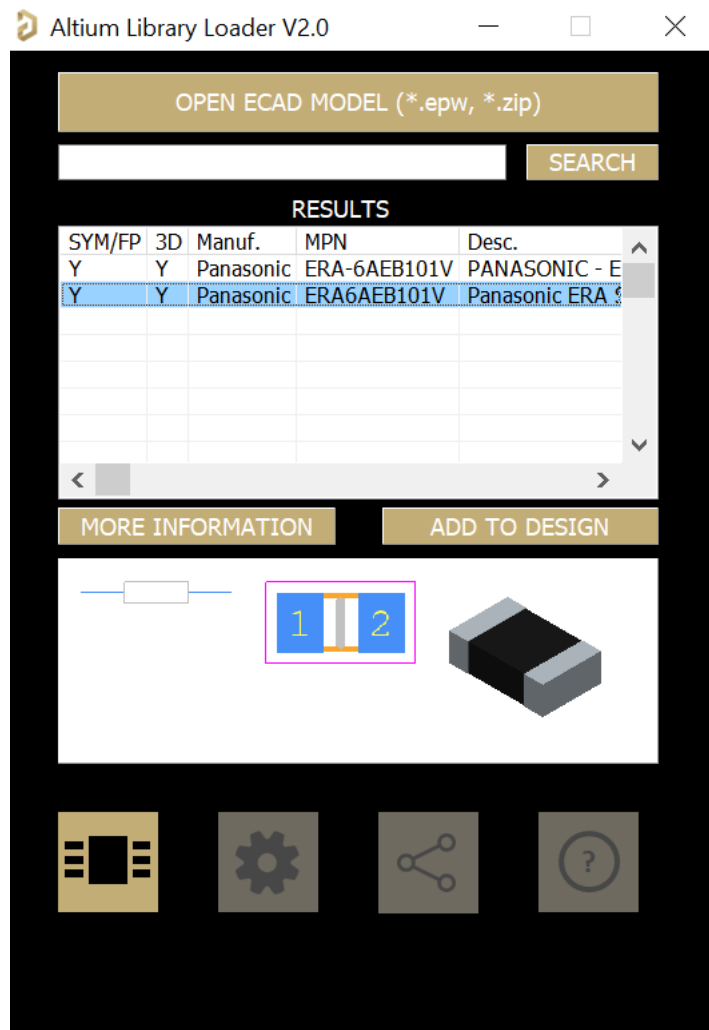 Altium Library Loader V2.0
OPEN ECAD MODEL (*.epw, *.zip)
SEARCH
RESULTS
SYM/FP 3D Manuf. MPN Desc.
Y Y Panasonic ERA-6AEB101V PANASONIC - E
Y Y Panasonic ERA6AEB101V Panasonic ERA
MORE INFORMATION ADD TO DESIGN
1 2
?